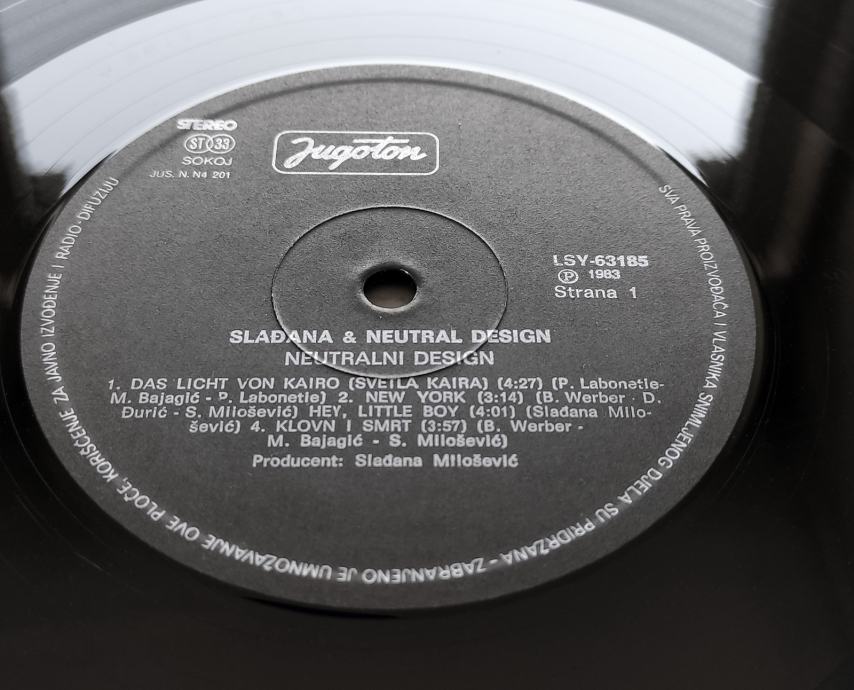 STEREO
ST 33
SOKOJ
JUS. N. N4 201
Jugoton
LSY-63185
Ⓟ 1983
Strana 1
SLAĐANA & NEUTRAL DESIGN
NEUTRALNI DESIGN
1. DAS LICHT VON KAIRO (SVETLA KAIRA) (4:27) (P. Labonetie-
M. Bajagić - P. Labonetie) 2. NEW YORK (3:14) (B. Werber - D.
Đurić - S. Milošević) HEY, LITTLE BOY (4:01) (Slađana Milo-
šević) 4. KLOVN I SMRT (3:57) (B. Werber -
M. Bajagić - S. Milošević)
Producent: Slađana Milošević
SVA PRAVA PROIZVOĐAČA I VLASNIKA SNIMLJENOG DJELA SU PRIDRŽANA - ZABRANJENO JE UMNOŽAVANJE OVE PLOČE, KORIŠĆENJE ZA JAVNO IZVOĐENJE I RADIO-DIFUZIJU